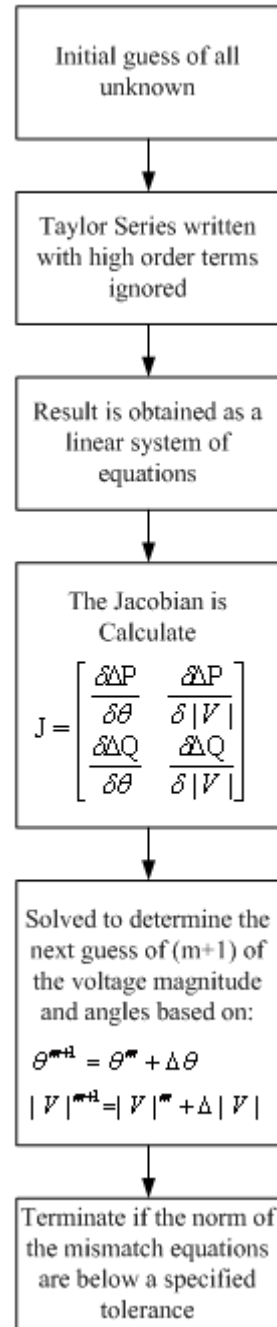 Initial guess of all
unknown
Taylor Series written
with high order terms
ignored
Result is obtained as a
linear system of
equations
The Jacobian is
Calculate
J = [ δΔP/δθ δΔP/δ|V| ]
[ δΔQ/δθ δΔQ/δ|V| ]
Solved to determine the
next guess of (m+1) of
the voltage magnitude
and angles based on:
θ^{m+1} = θ^m + Δθ
|V|^{m+1}=|V|^m + Δ|V|
Terminate if the norm of
the mismatch equations
are below a specified
tolerance